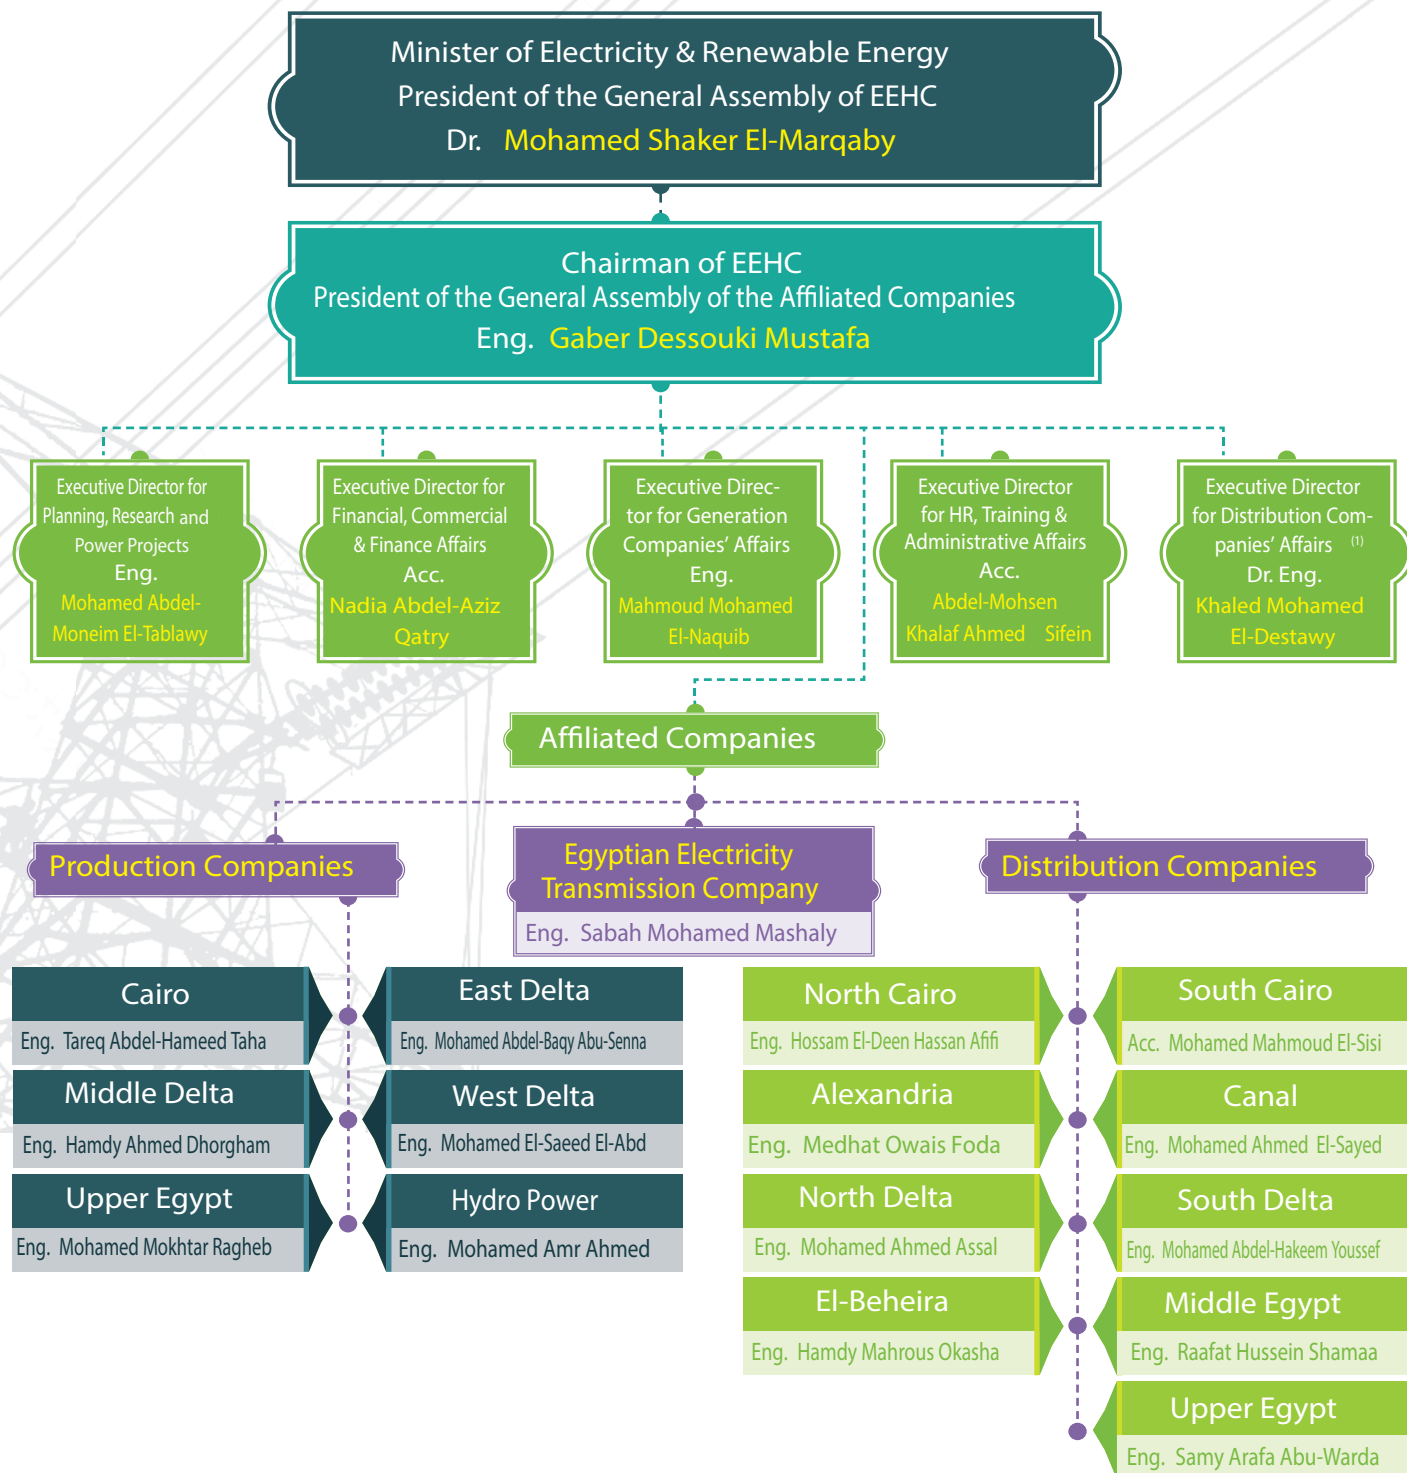 Minister of Electricity & Renewable Energy
President of the General Assembly of EEHC
Dr. Mohamed Shaker El-Marqaby
Chairman of EEHC
President of the General Assembly of the Affiliated Companies
Eng. Gaber Dessouki Mustafa
Executive Director for
Planning, Research and
Power Projects
Eng.
Mohamed Abdel-
Moneim El-Tablawy
Executive Director for
Financial, Commercial
& Finance Affairs
Acc.
Nadia Abdel-Aziz
Qatry
Executive Direc-
tor for Generation
Companies' Affairs
Eng.
Mahmoud Mohamed
El-Naquib
Executive Director
for HR, Training &
Administrative Affairs
Acc.
Abdel-Mohsen
Khalaf Ahmed Sifein
Executive Director
for Distribution Com-
panies' Affairs (1)
Dr. Eng.
Khaled Mohamed
El-Destawy
Affiliated Companies
Production Companies
Egyptian Electricity
Transmission Company
Eng. Sabah Mohamed Mashaly
Distribution Companies
Cairo
Eng. Tareq Abdel-Hameed Taha
East Delta
Eng. Mohamed Abdel-Baqy Abu-Senna
Middle Delta
Eng. Hamdy Ahmed Dhorgham
West Delta
Eng. Mohamed El-Saeed El-Abd
Upper Egypt
Eng. Mohamed Mokhtar Ragheb
Hydro Power
Eng. Mohamed Amr Ahmed
North Cairo
Eng. Hossam El-Deen Hassan Afifi
South Cairo
Acc. Mohamed Mahmoud El-Sisi
Alexandria
Eng. Medhat Owais Foda
Canal
Eng. Mohamed Ahmed El-Sayed
North Delta
Eng. Mohamed Ahmed Assal
South Delta
Eng. Mohamed Abdel-Hakeem Youssef
El-Beheira
Eng. Hamdy Mahrous Okasha
Middle Egypt
Eng. Raafat Hussein Shamaa
Upper Egypt
Eng. Samy Arafa Abu-Warda